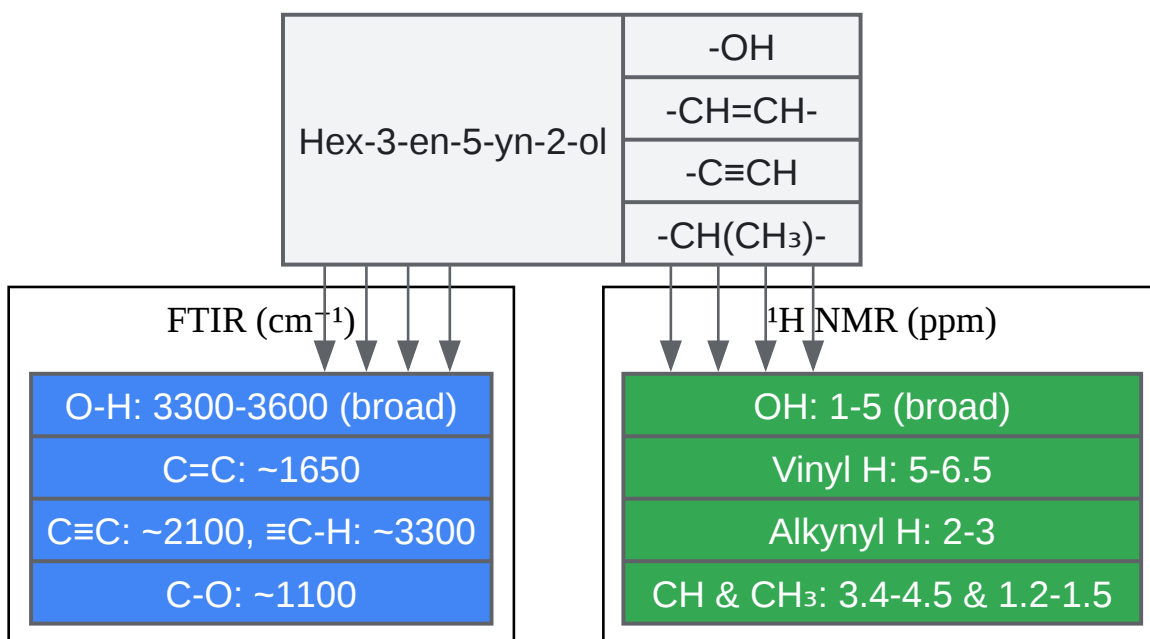 Hex-3-en-5-yn-2-ol
-OH
-CH=CH-
-C≡CH
-CH(CH₃)-
FTIR (cm⁻¹)
O-H: 3300-3600 (broad)
C=C: ~1650
C≡C: ~2100, ≡C-H: ~3300
C-O: ~1100
¹H NMR (ppm)
OH: 1-5 (broad)
Vinyl H: 5-6.5
Alkynyl H: 2-3
CH & CH₃: 3.4-4.5 & 1.2-1.5